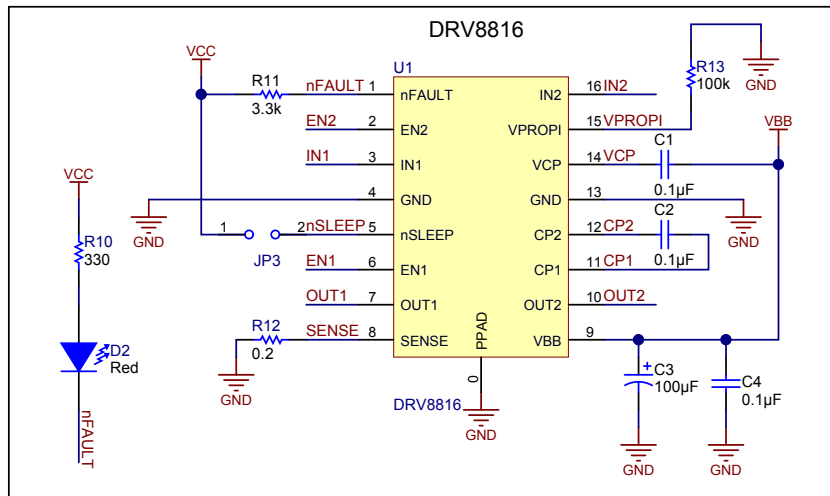 DRV8816
VCC
R11
3.3k
U1
nFAULT 1 nFAULT
EN2 2 EN2
IN1 3 IN1
4 GND
GND
1 2 nSLEEP 5 nSLEEP
JP3
EN1 6 EN1
OUT1 7 OUT1
R12
0.2
SENSE 8 SENSE
GND
IN2 16 IN2
VPROPI 15 VPROPI
R13
100k
GND
VCP 14 VCP
C1
0.1µF
VBB
GND 13
GND
CP2 12 CP2
C2
0.1µF
CP1 11 CP1
OUT2 10 OUT2
VBB 9
PPAD
0
GND
DRV8816
C3
+
100µF
GND
C4
0.1µF
GND
VCC
R10
330
D2
Red
nFAULT